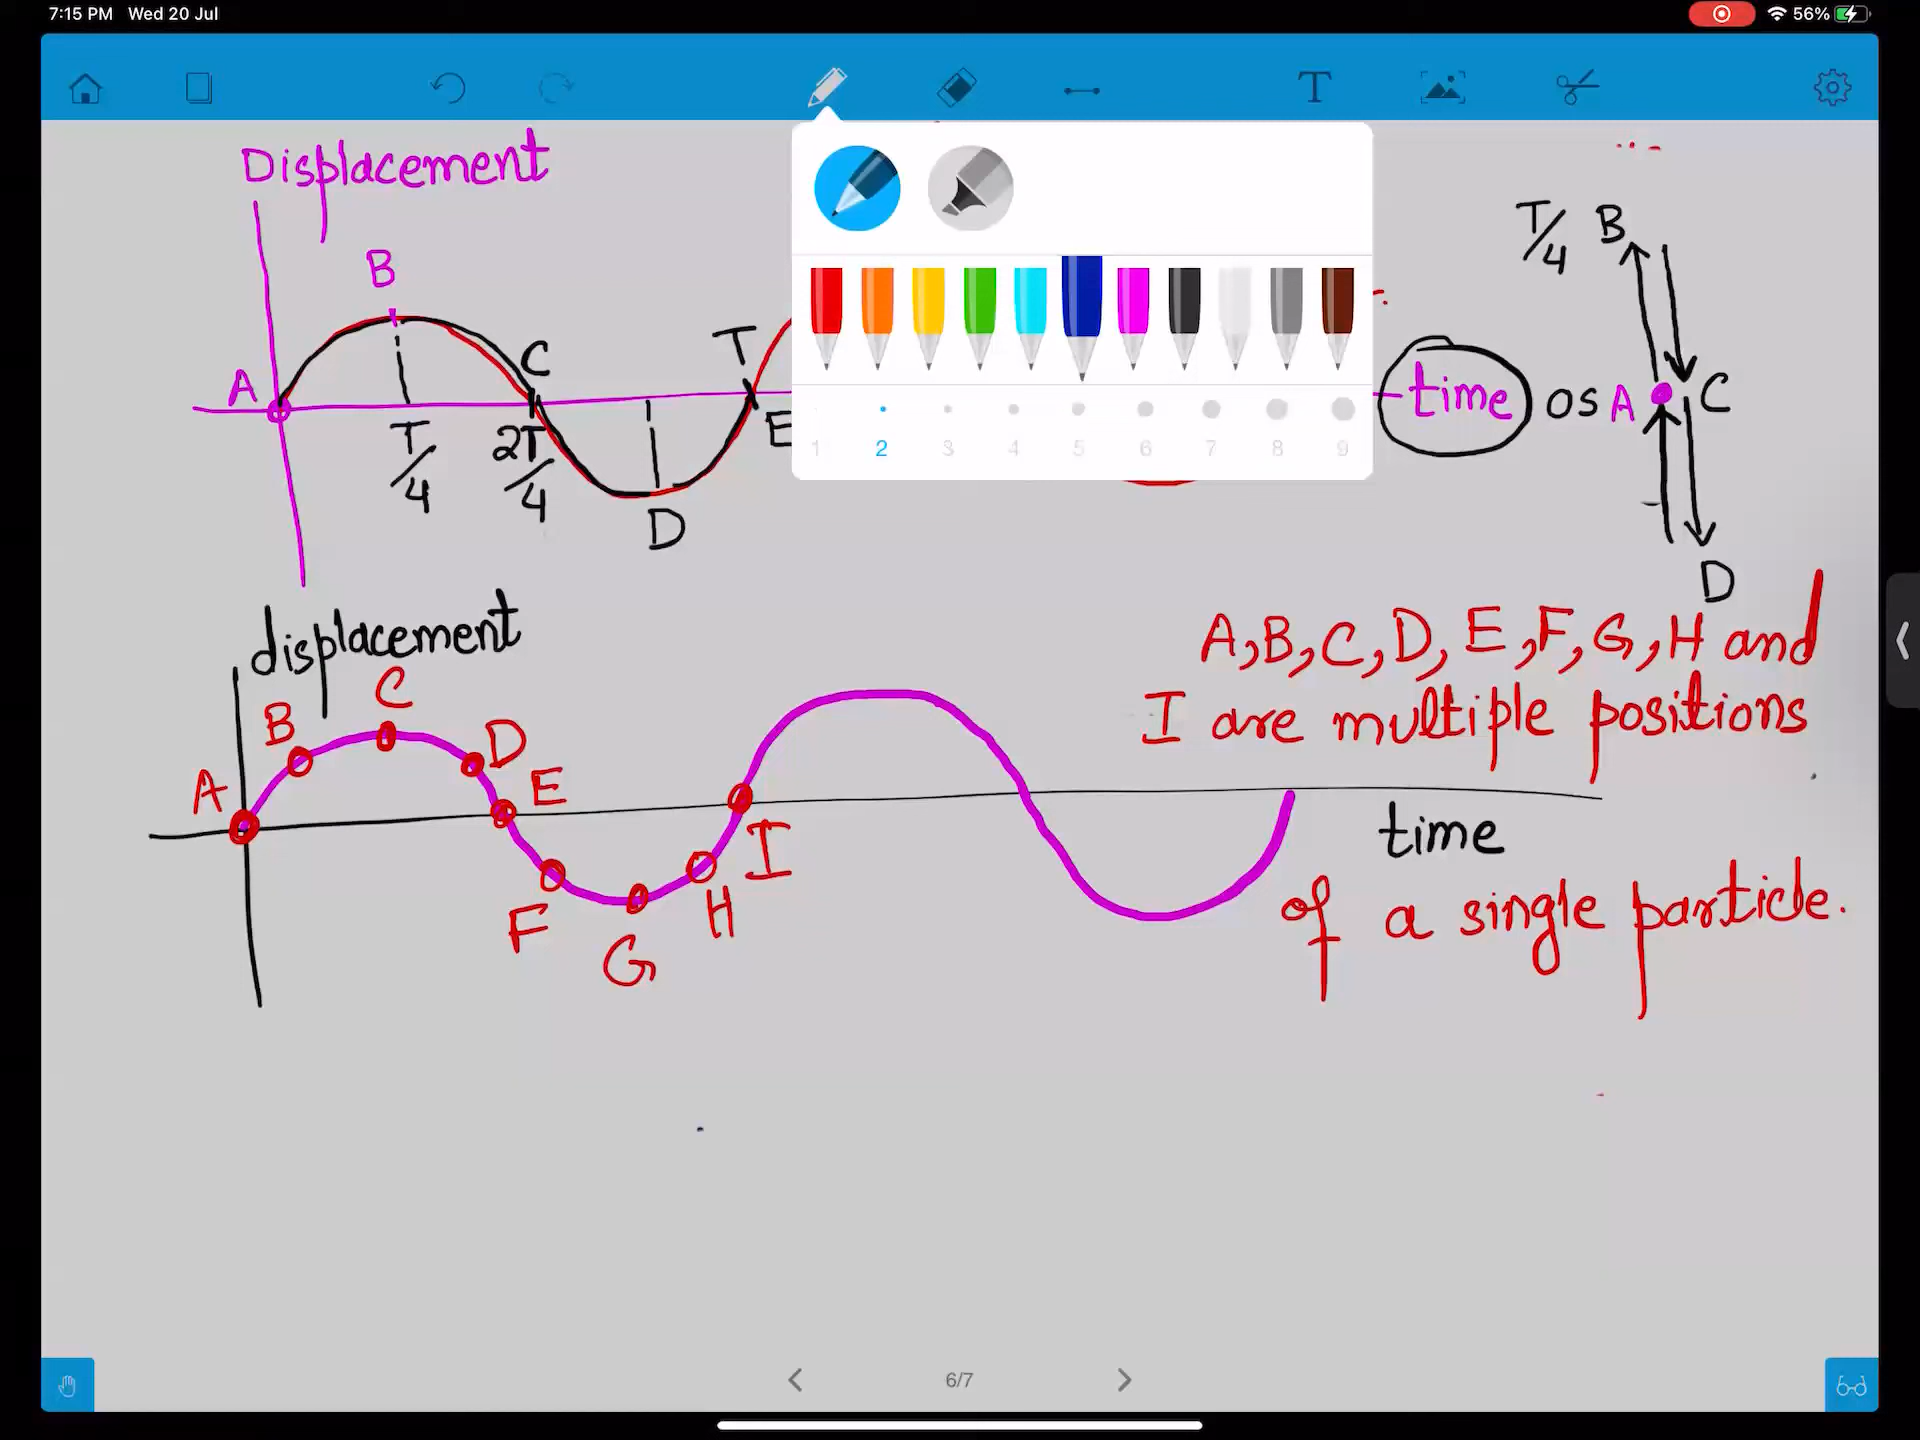 7:15 PM Wed 20 Jul
56%
T
Displacement
B
T/4 B
A
C
T
E
T/4
2T/4
D
1 2 3 4 5 6 7 8 9
time
os A C
D
displacement
A,B,C,D,E,F,G,H and
I are multiple positions
C
B
D
A
E
time
I
F
H
G
of a single particle.
6/7